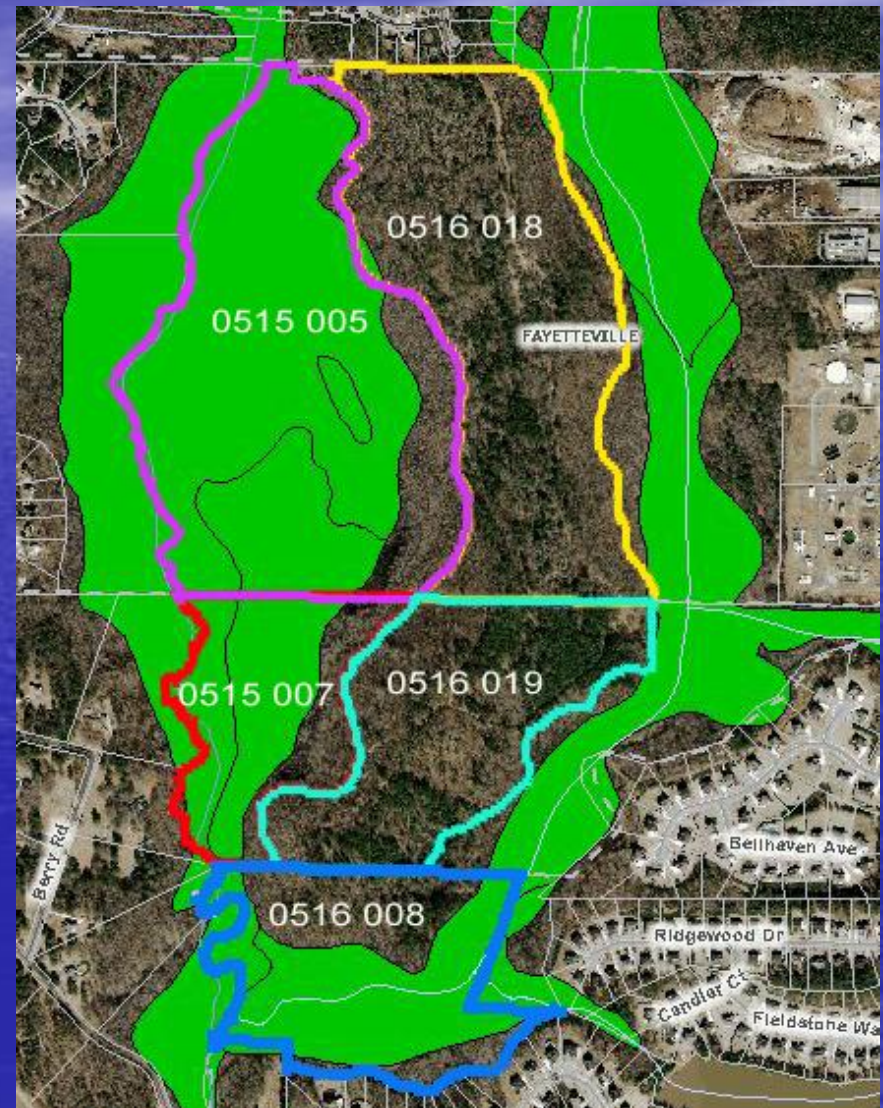 0516 018
0515 005
FAYETTEVILLE
0515 007
0516 019
Bellhaven Ave
Berry Rd
0516 008
Ridgewood Dr
Candler Ct
Fieldstone Wa